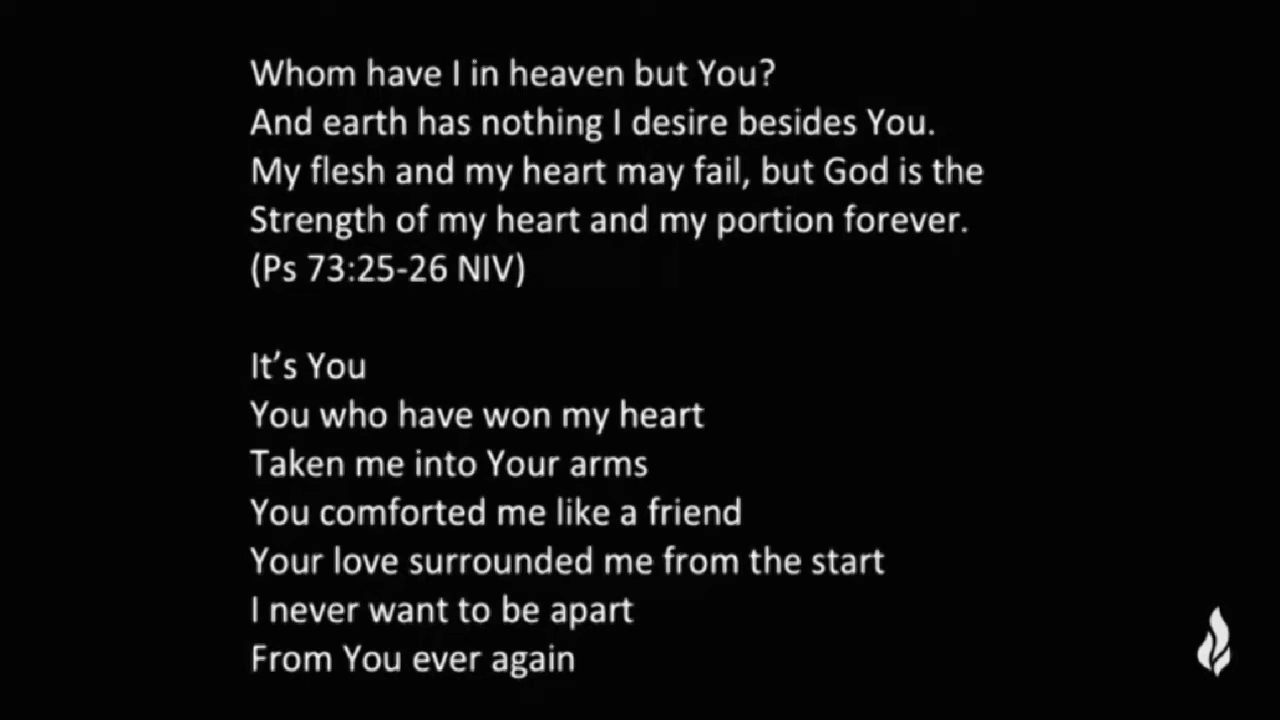 Whom have I in heaven but You?
And earth has nothing I desire besides You.
My flesh and my heart may fail, but God is the
Strength of my heart and my portion forever.
(Ps 73:25-26 NIV)
It’s You
You who have won my heart
Taken me into Your arms
You comforted me like a friend
Your love surrounded me from the start
I never want to be apart
From You ever again